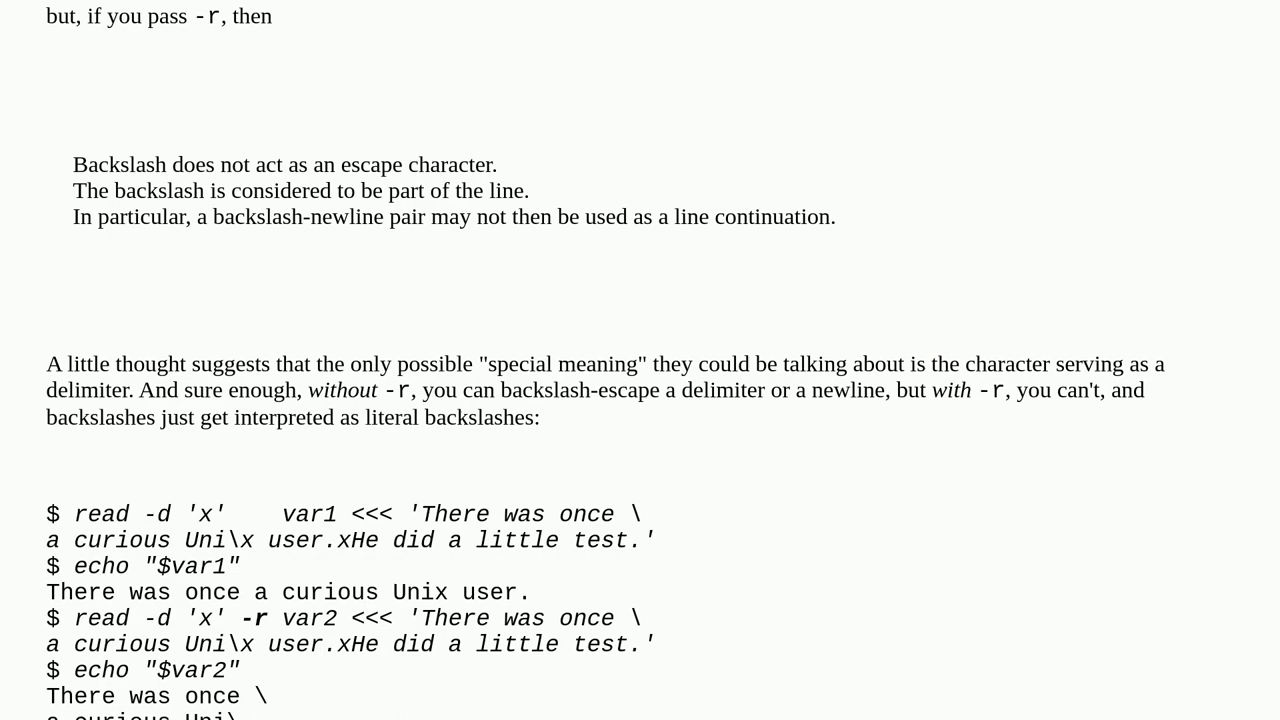 but, if you pass -r, then
Backslash does not act as an escape character.
The backslash is considered to be part of the line.
In particular, a backslash-newline pair may not then be used as a line continuation.
A little thought suggests that the only possible "special meaning" they could be talking about is the character serving as a
delimiter. And sure enough, without -r, you can backslash-escape a delimiter or a newline, but with -r, you can't, and
backslashes just get interpreted as literal backslashes:
$ read -d 'x'    var1 <<< 'There was once \
a curious Uni\x user.xHe did a little test.'
$ echo "$var1"
There was once a curious Unix user.
$ read -d 'x' -r var2 <<< 'There was once \
a curious Uni\x user.xHe did a little test.'
$ echo "$var2"
There was once \
a curious Uni\